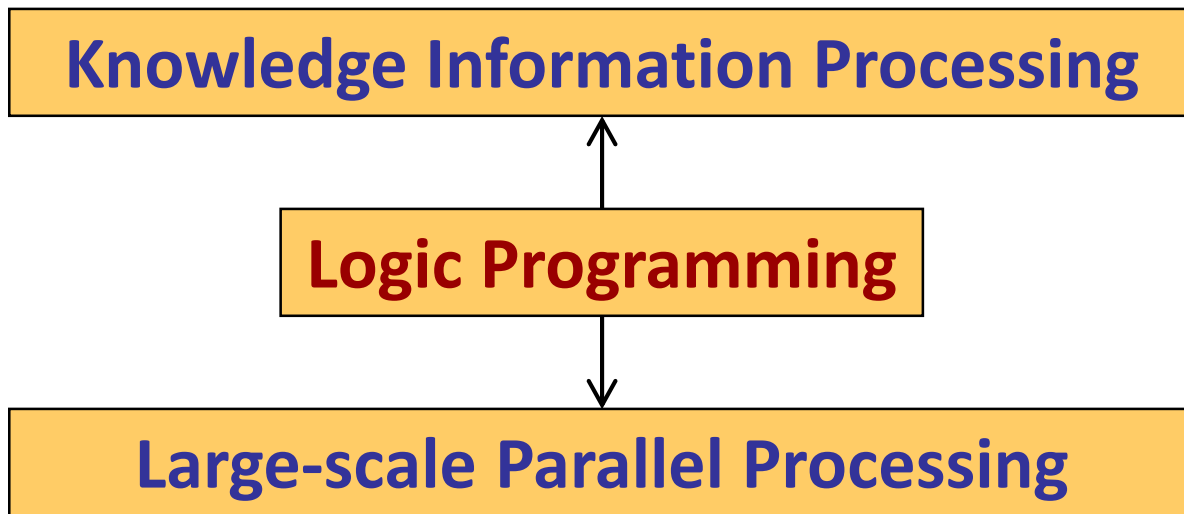 Knowledge Information Processing
Logic Programming
Large-scale Parallel Processing